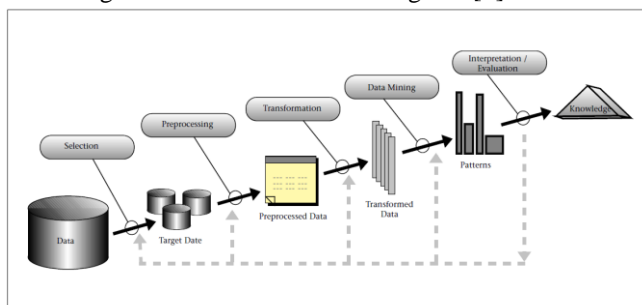 Interpretation /
Evaluation
Data Mining
Transformation
Preprocessing
Selection
Knowledge
Patterns
Transformed
Data
Preprocessed Data
Target Date
Data